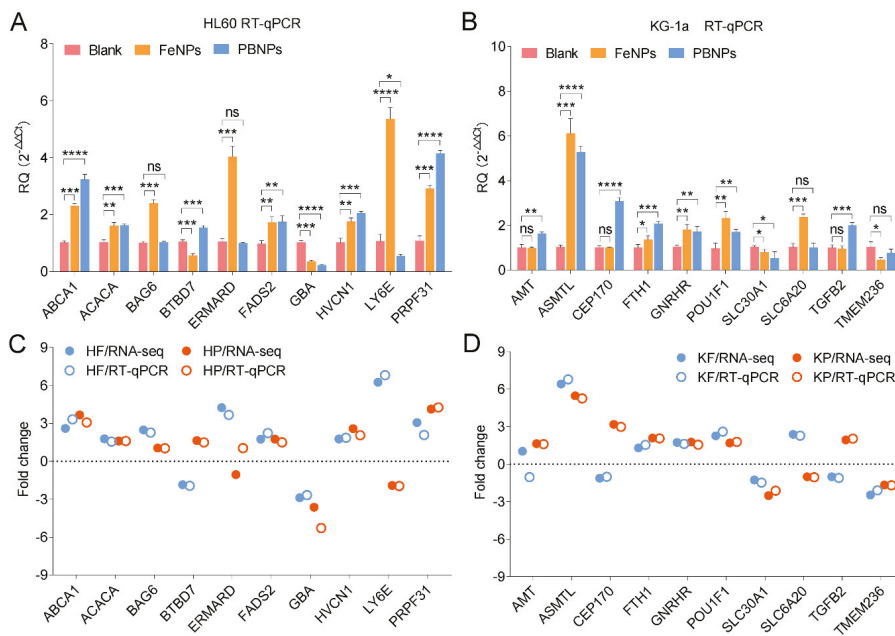 A
HL60 RT-qPCR
Blank FeNPs PBNPs
RQ (2-ΔΔCt)
8
6
4
2
0
**** *** *** ** ns *** *** *** ns *** ** ** **** *** *** ** * **** **** ***
ABCA1 ACACA BAG6 BTBD7 ERMARD FADS2 GBA HVCN1 LY6E PRPF31
B
KG-1a RT-qPCR
Blank FeNPs PBNPs
RQ (2-ΔΔCt)
10
8
6
4
2
0
** ns **** *** **** ns *** * ** ** ** ** * * ns ** *** ns ns *
AMT ASMTL CEP170 FTH1 GNRHR POU1F1 SLC30A1 SLC6A20 TGFB2 TMEM236
C
HF/RNA-seq HP/RNA-seq
HF/RT-qPCR HP/RT-qPCR
Fold change
9
6
3
0
-3
-6
-9
ABCA1 ACACA BAG6 BTBD7 ERMARD FADS2 GBA HVCN1 LY6E PRPF31
D
KF/RNA-seq KP/RNA-seq
KF/RT-qPCR KP/RT-qPCR
Fold change
9
6
3
0
-3
-6
-9
AMT ASMTL CEP170 FTH1 GNRHR POU1F1 SLC30A1 SLC6A20 TGFB2 TMEM236